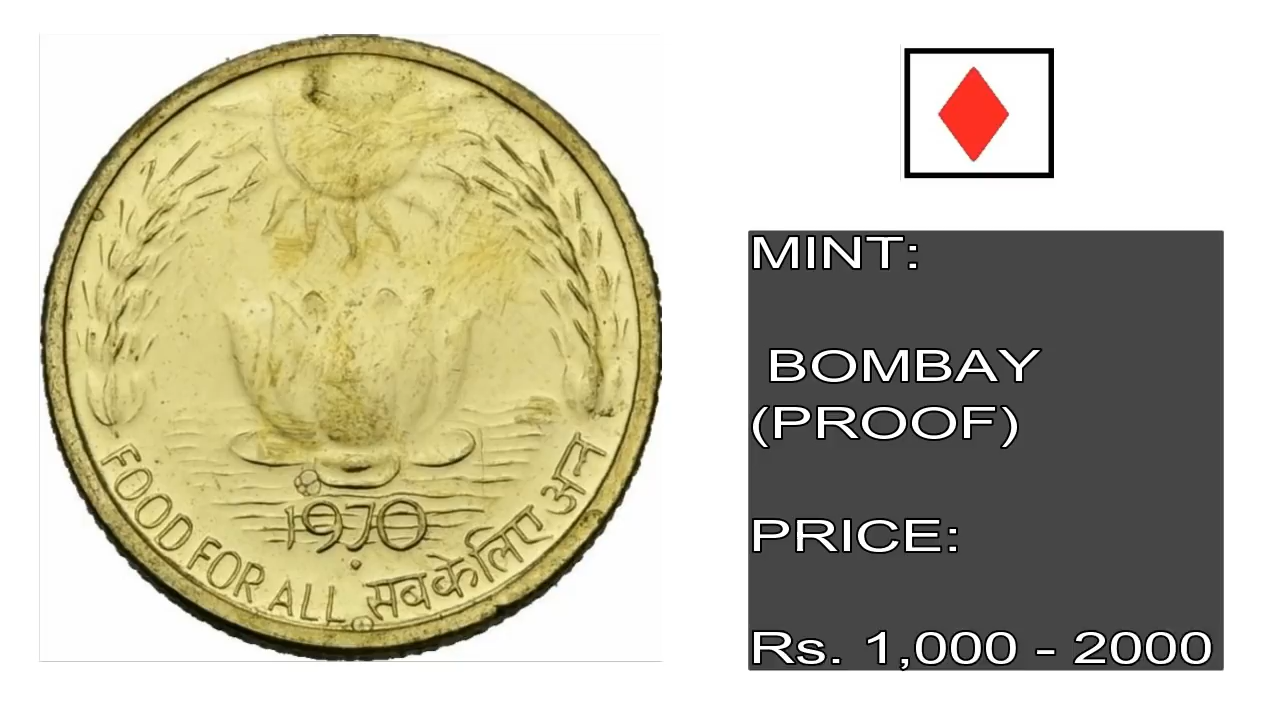 1970
FOOD FOR ALL सबके लिए अन्न
MINT:
BOMBAY
(PROOF)
PRICE:
Rs. 1,000 - 2000